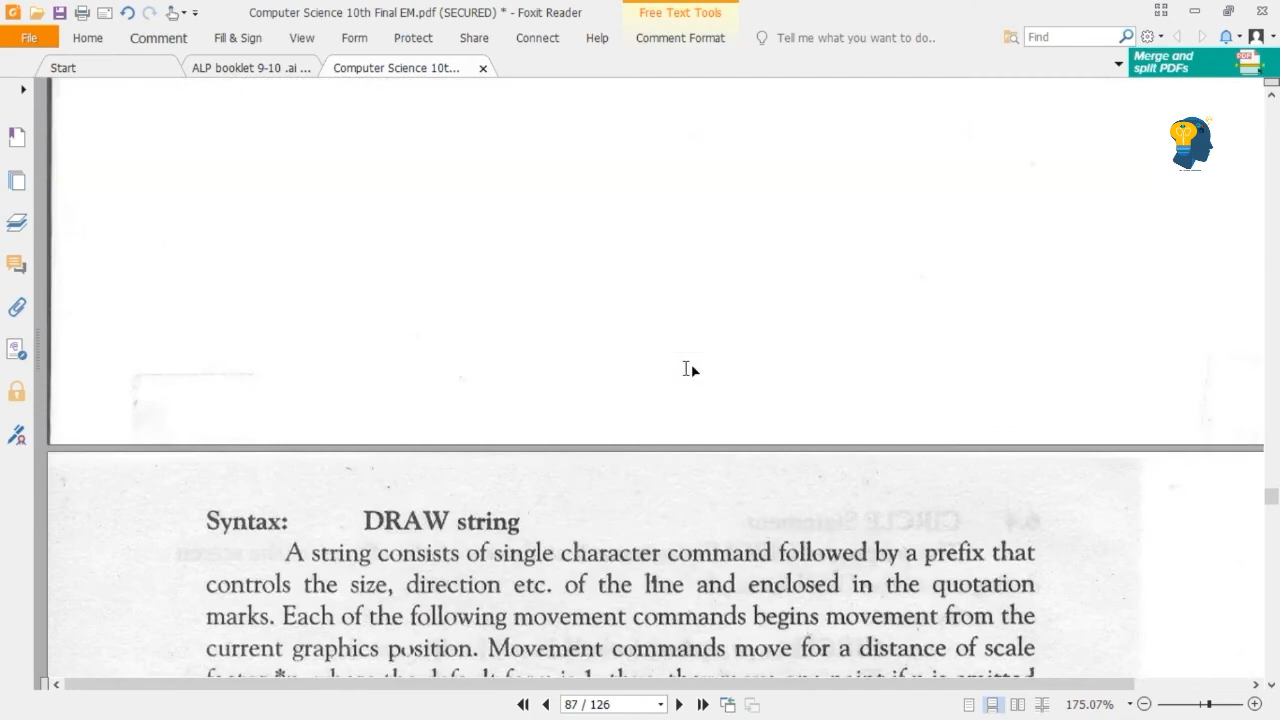 Computer Science 10th Final EM.pdf (SECURED) * - Foxit Reader
Free Text Tools
File Home Comment Fill & Sign View Form Protect Share Connect Help Comment Format Tell me what you want to do.. Find
Start ALP booklet 9-10 .ai ... Computer Science 10t...
Merge and
split PDFs
6.4 CIRCLE Statement
Syntax: DRAW string
A string consists of single character command followed by a prefix that
controls the size, direction etc. of the line and enclosed in the quotation
marks. Each of the following movement commands begins movement from the
current graphics position. Movement commands move for a distance of scale
87 / 126
175.07%